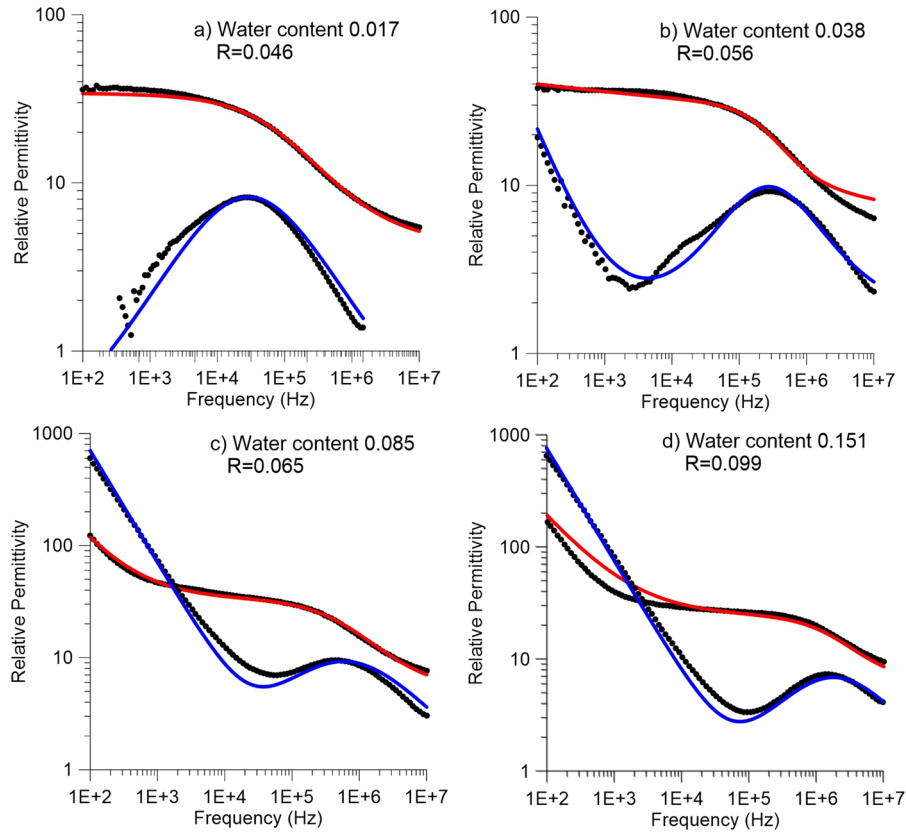 a) Water content 0.017
R=0.046
100
10
1
Relative Permittivity
1E+2 1E+3 1E+4 1E+5 1E+6 1E+7
Frequency (Hz)
b) Water content 0.038
R=0.056
100
10
1
Relative Permittivity
1E+2 1E+3 1E+4 1E+5 1E+6 1E+7
Frequency (Hz)
c) Water content 0.085
R=0.065
1000
100
10
1
Relative Permittivity
1E+2 1E+3 1E+4 1E+5 1E+6 1E+7
Frequency (Hz)
d) Water content 0.151
R=0.099
1000
100
10
1
Relative Permittivity
1E+2 1E+3 1E+4 1E+5 1E+6 1E+7
Frequency (Hz)